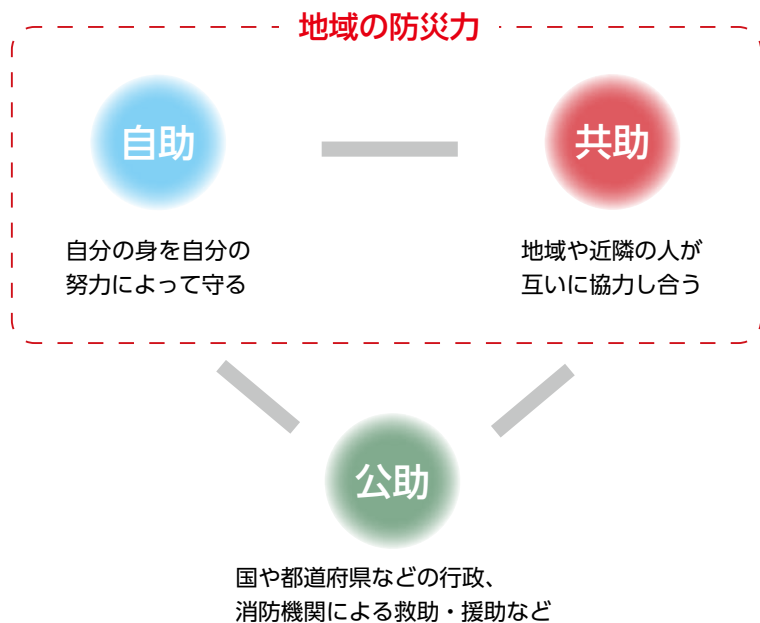 地域の防災力
自助
共助
自分の身を自分の
努力によって守る
地域や近隣の人が
互いに協力し合う
公助
国や都道府県などの行政、
消防機関による救助・援助など